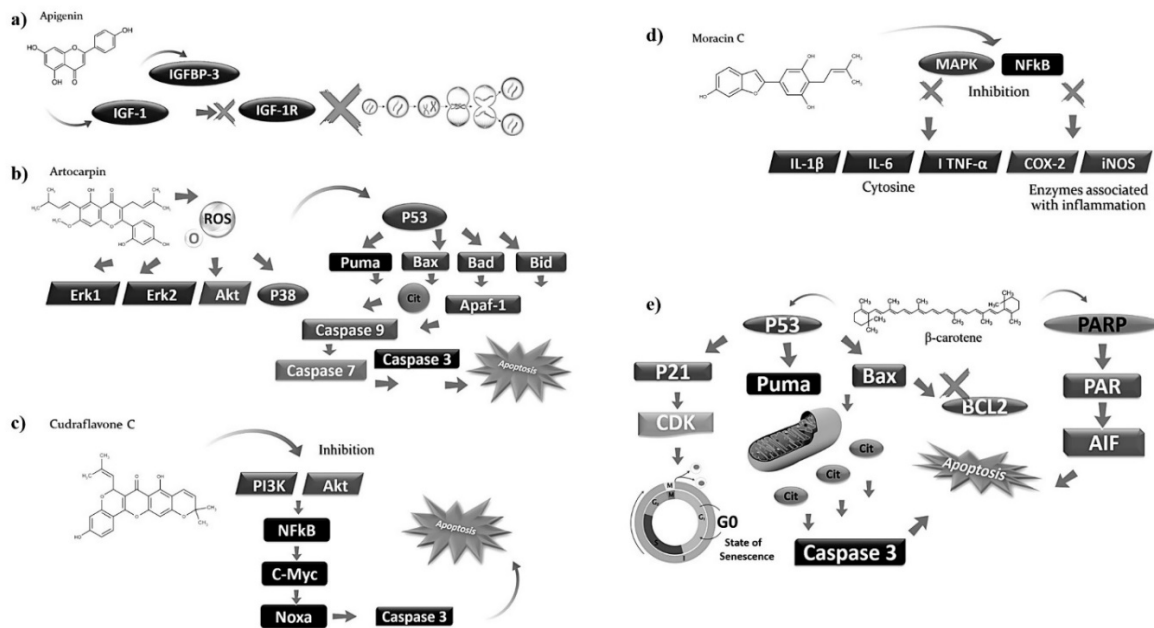 a)
Apigenin
OH
HO
O
OH
O
IGFBP-3
IGF-1
IGF-1R
b)
Artocarpin
ROS
O
P53
Puma
Bax
Bad
Bid
Erk1
Erk2
Akt
P38
Cit
Apaf-1
Caspase 9
Caspase 7
Caspase 3
Apoptosis
c)
Cudraflavone C
Inhibition
PI3K
Akt
NFkB
C-Myc
Noxa
Caspase 3
Apoptosis
d)
Moracin C
MAPK
NFkB
Inhibition
IL-1β
IL-6
I TNF-α
COX-2
iNOS
Cytosine
Enzymes associated
with inflammation
e)
P53
β-carotene
PARP
P21
Puma
Bax
PAR
CDK
BCL2
AIF
Cit
Cit
Cit
Apoptosis
M
M
G0
State of
Senescence
Caspase 3